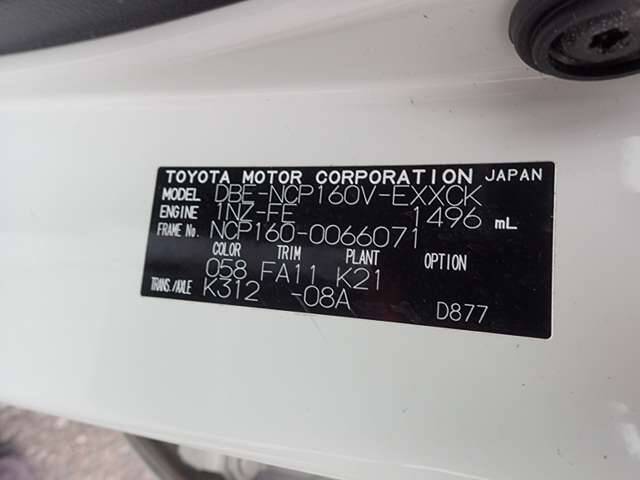 TOYOTA MOTOR CORPORATION JAPAN
MODEL DBE-NCP160V-EXXCK
ENGINE 1NZ-FE 1496 mL
FRAME No. NCP160-0066071
COLOR TRIM PLANT OPTION
058 FA11 K21
TRANS./AXLE K312 -08A
D877